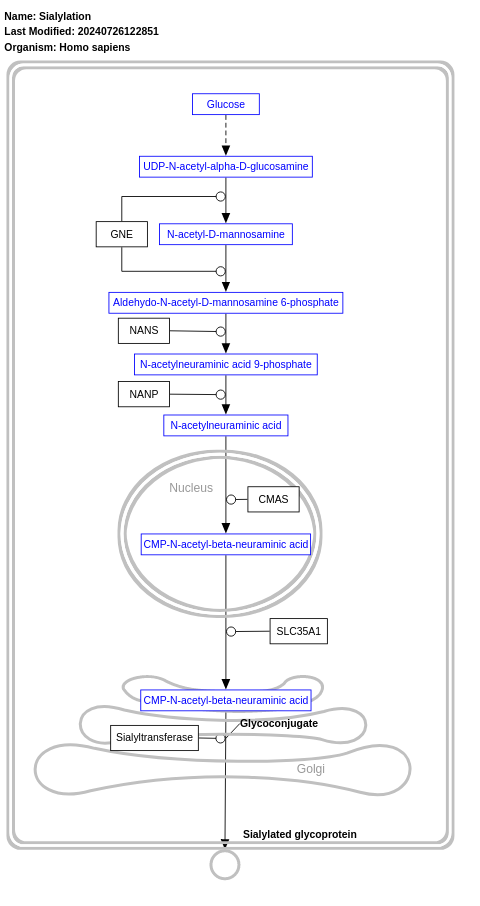 Name: Sialylation
Last Modified: 20240726122851
Organism: Homo sapiens
Glucose
UDP-N-acetyl-alpha-D-glucosamine
GNE
N-acetyl-D-mannosamine
Aldehydo-N-acetyl-D-mannosamine 6-phosphate
NANS
N-acetylneuraminic acid 9-phosphate
NANP
N-acetylneuraminic acid
Nucleus
CMAS
CMP-N-acetyl-beta-neuraminic acid
SLC35A1
CMP-N-acetyl-beta-neuraminic acid
Glycoconjugate
Sialyltransferase
Golgi
Sialylated glycoprotein